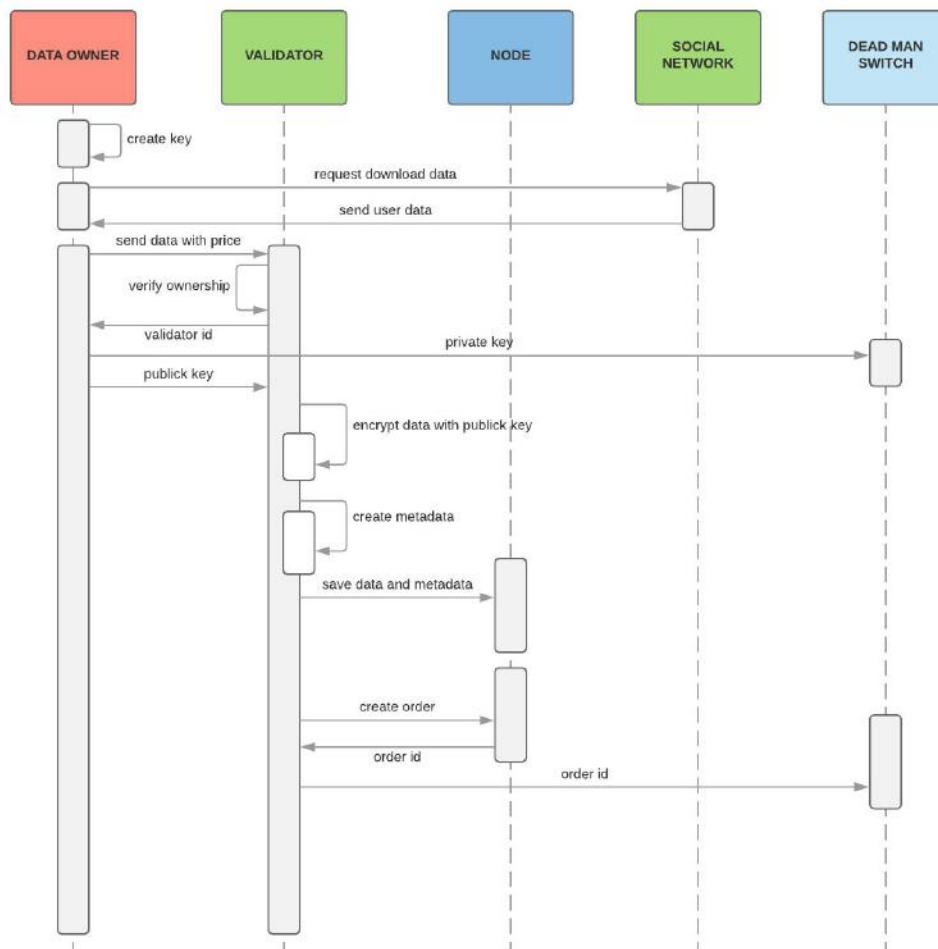 DATA OWNER
VALIDATOR
NODE
SOCIAL
NETWORK
DEAD MAN
SWITCH
create key
request download data
send user data
send data with price
verify ownership
validator id
private key
publick key
encrypt data with publick key
create metadata
save data and metadata
create order
order id
order id